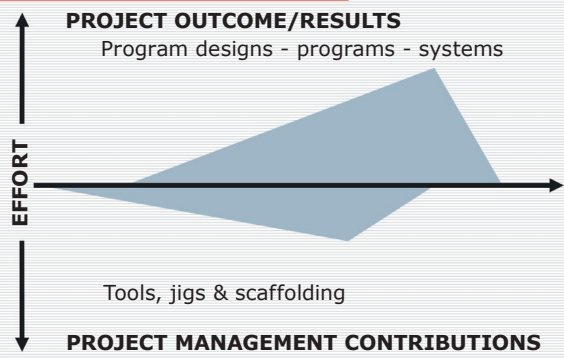 PROJECT OUTCOME/RESULTS
Program designs - programs - systems
EFFORT
Tools, jigs & scaffolding
PROJECT MANAGEMENT CONTRIBUTIONS